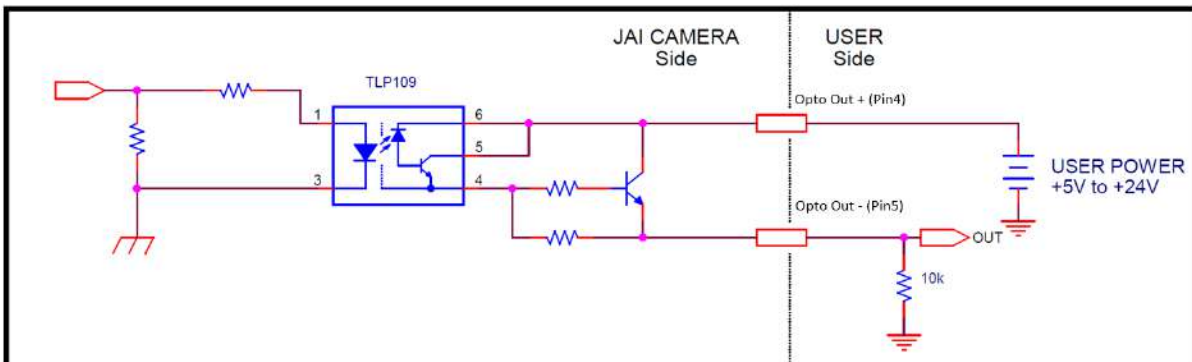 JAI CAMERA
Side
USER
Side
TLP109
Opto Out + (Pin4)
1
6
5
3
4
USER POWER
+5V to +24V
Opto Out - (Pin5)
OUT
10k